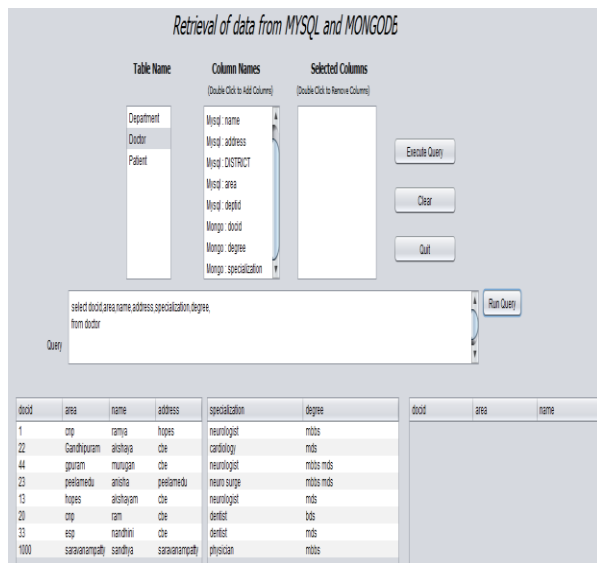 Retrieval of data from MYSQL and MONGODB
Table Name Column Names Selected Columns
(Double Click to Add Columns) (Double Click to Remove Columns)
Department
Doctor
Patient
Mysql : name
Mysql : address
Mysql : DISTRICT
Mysql : area
Mysql : deptid
Mongo : docid
Mongo : degree
Mongo : specialization
Execute Query
Clear
Quit
Query
select docid,area,name,address,specialization,degree,
from doctor
Run Query
docid area name address specialization degree docid area name
1 cnp ramya hopes neurologist mbbs
22 Gandhipuram akshaya cbe cardiology mds
44 gpuram murugan cbe neurologist mbbs mds
23 peelamedu anisha peelamedu neuro surge mbbs mds
13 hopes akshayam cbe neurologist mds
20 cnp ram cbe dentist bds
33 esp nandhini cbe dentist mds
1000 saravanampatty sandhya saravanampatty physician mbbs